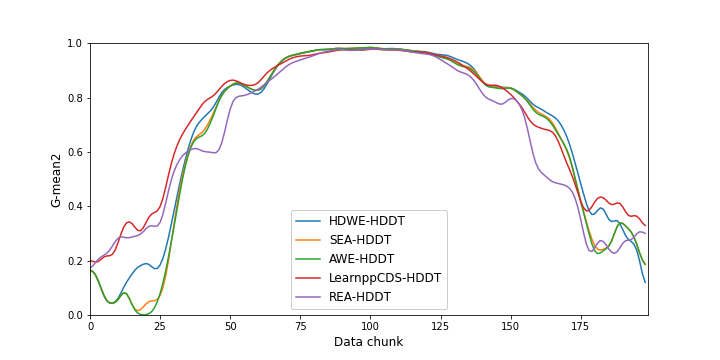 1.0
0.8
0.6
0.4
0.2
0.0
G-mean2
HDWE-HDDT
SEA-HDDT
AWE-HDDT
LearnppCDS-HDDT
REA-HDDT
0 25 50 75 100 125 150 175
Data chunk